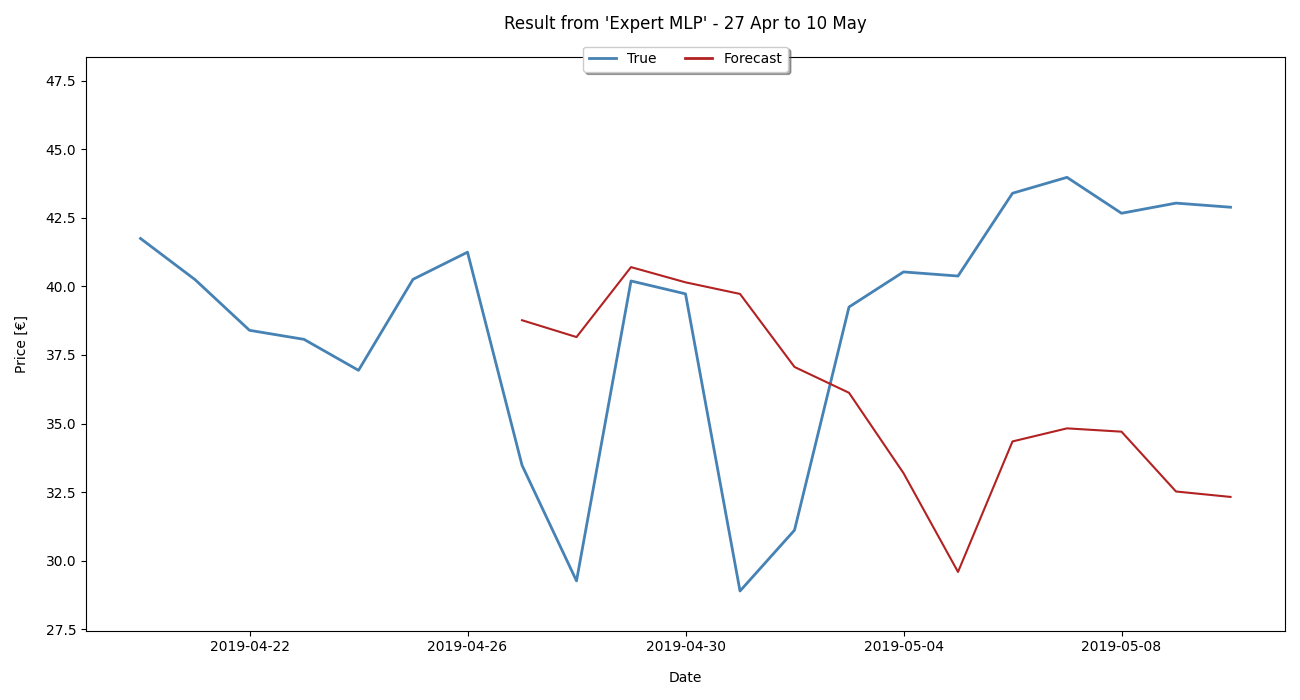 Result from 'Expert MLP' - 27 Apr to 10 May
True Forecast
47.5
45.0
42.5
40.0
37.5
35.0
32.5
30.0
27.5
Price [€]
2019-04-22 2019-04-26 2019-04-30 2019-05-04 2019-05-08
Date